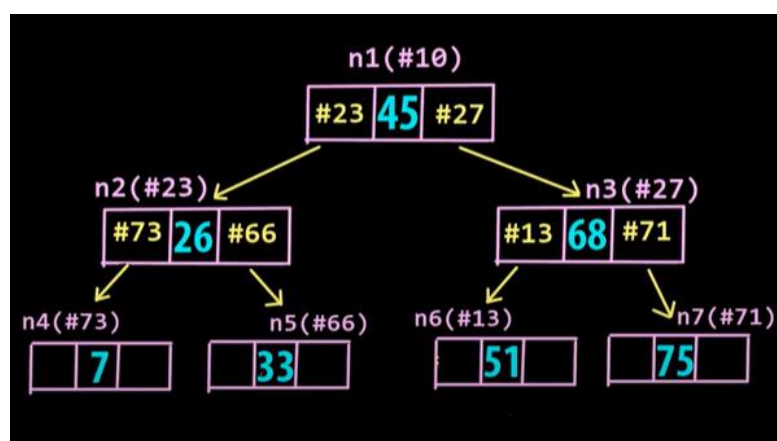 n1(#10)
#23 45 #27
n2(#23) n3(#27)
#73 26 #66 #13 68 #71
n4(#73) n5(#66) n6(#13) n7(#71)
7 33 51 75